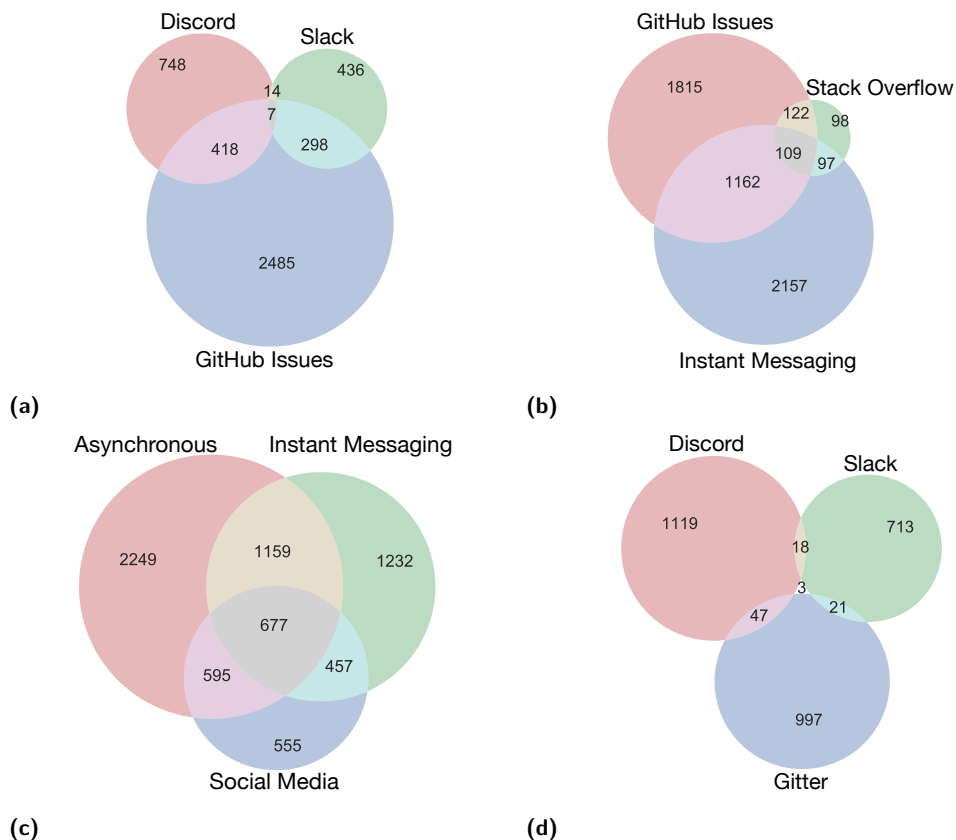 Discord
Slack
748
436
14
7
418
298
2485
GitHub Issues
(a)
GitHub Issues
Stack Overflow
1815
122
98
109
97
1162
2157
Instant Messaging
(b)
Asynchronous
Instant Messaging
2249
1159
1232
677
595
457
555
Social Media
(c)
Discord
Slack
1119
713
18
3
47
21
997
Gitter
(d)